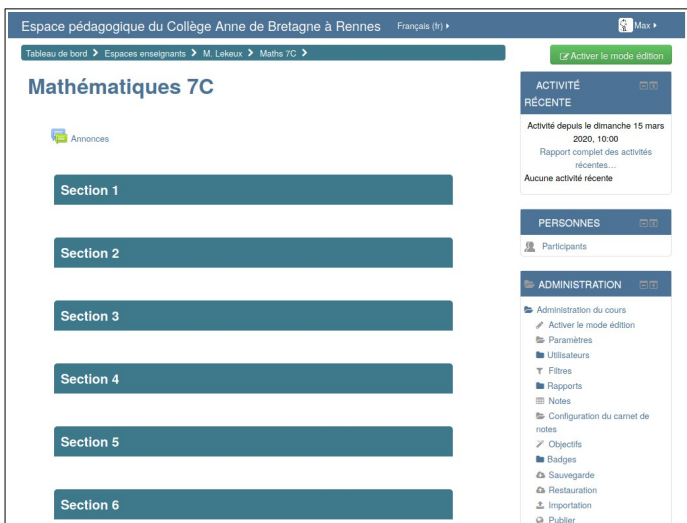 Espace pédagogique du Collège Anne de Bretagne à Rennes Français (fr)
Max
Tableau de bord Espaces enseignants M. Lekeux Maths 7C
Activer le mode édition
Mathématiques 7C
Annonces
Section 1
Section 2
Section 3
Section 4
Section 5
Section 6
ACTIVITÉ
RÉCENTE
Activité depuis le dimanche 15 mars
2020, 10:00
Rapport complet des activités
récentes...
Aucune activité récente
PERSONNES
Participants
ADMINISTRATION
Administration du cours
Activer le mode édition
Paramètres
Utilisateurs
Filtres
Rapports
Notes
Configuration du carnet de
notes
Objectifs
Badges
Sauvegarde
Restauration
Importation
Publier